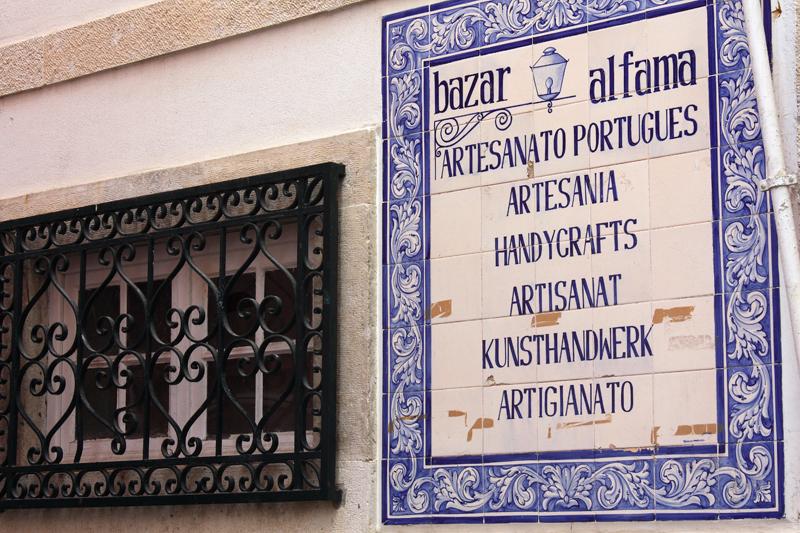 bazar alfama
ARTESANATO PORTUGUES
ARTESANIA
HANDYCRAFTS
ARTISANAT
KUNSTHANDWERK
ARTIGIANATO